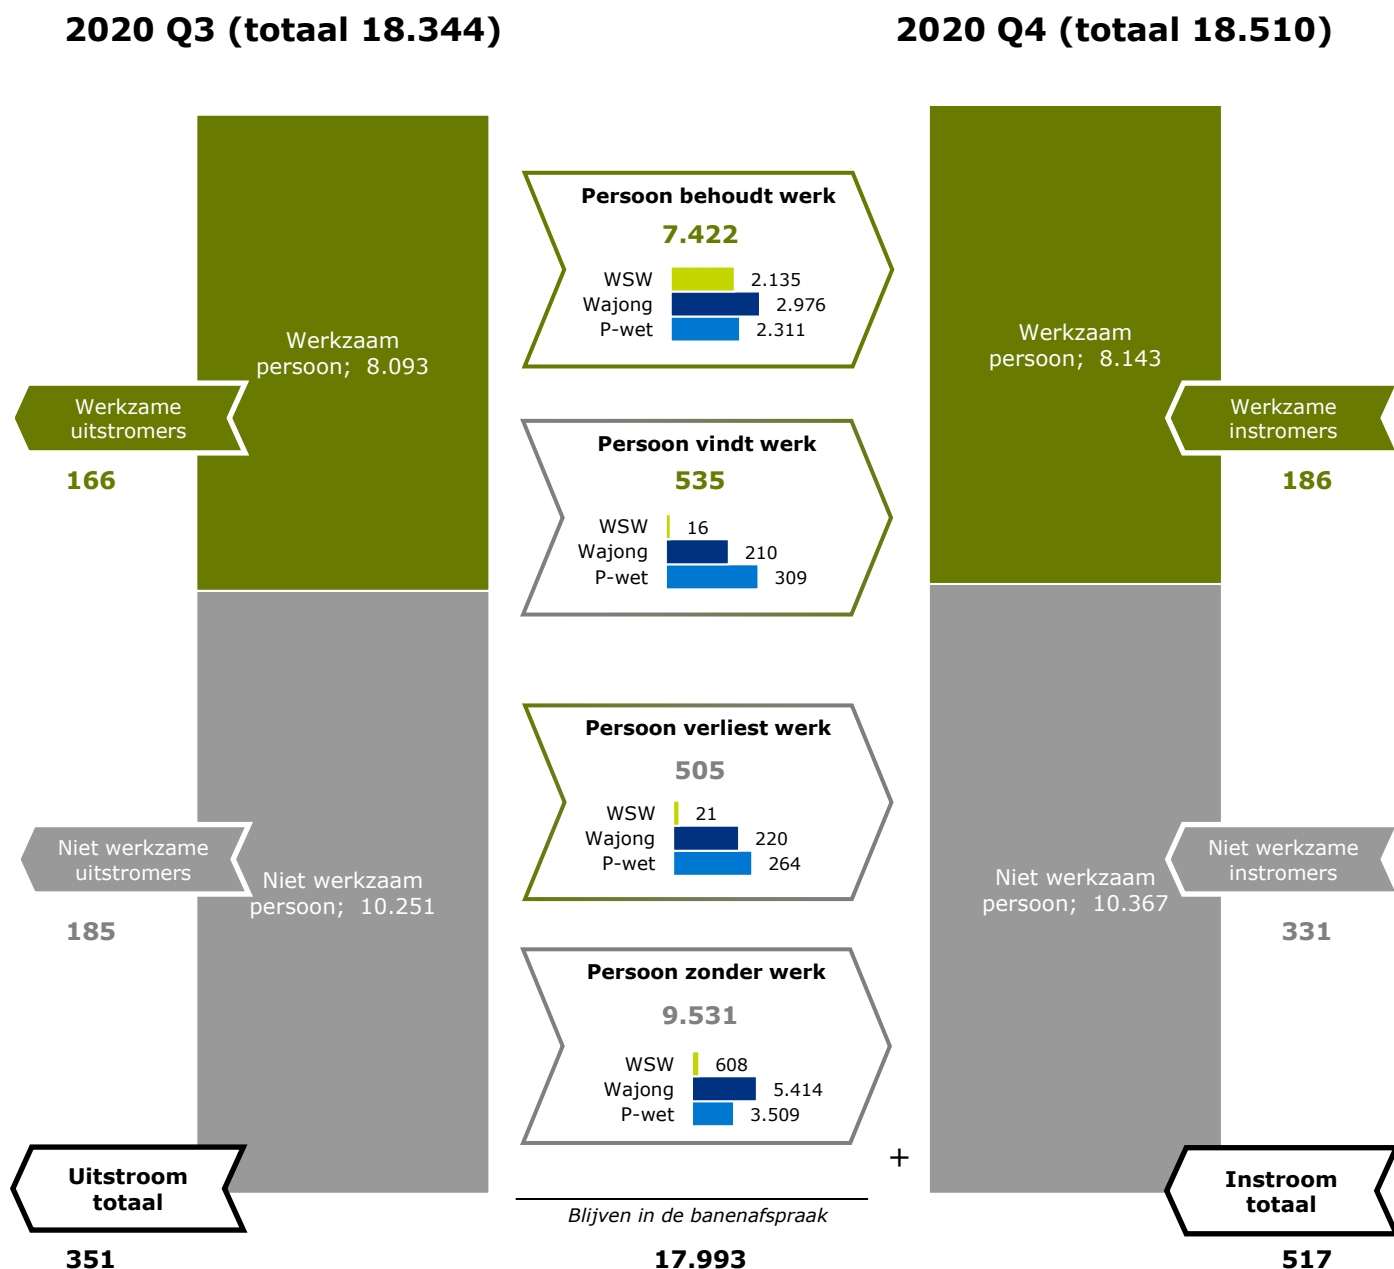 2020 Q3 (totaal 18.344)
2020 Q4 (totaal 18.510)
Werkzaam
persoon;  8.093
Werkzame
uitstromers
166
Niet werkzaam
persoon;  10.251
Niet werkzame
uitstromers
185
Uitstroom
totaal
351
Persoon behoudt werk
7.422
WSW 2.135
Wajong 2.976
P-wet 2.311
Persoon vindt werk
535
WSW 16
Wajong 210
P-wet 309
Persoon verliest werk
505
WSW 21
Wajong 220
P-wet 264
Persoon zonder werk
9.531
WSW 608
Wajong 5.414
P-wet 3.509
+
Blijven in de banenafspraak
17.993
Werkzaam
persoon;  8.143
Werkzame
instromers
186
Niet werkzaam
persoon;  10.367
Niet werkzame
instromers
331
Instroom
totaal
517